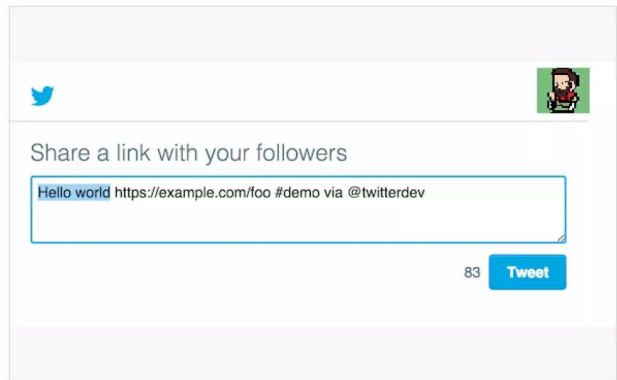 Share a link with your followers
Hello world https://example.com/foo #demo via @twitterdev
83 Tweet